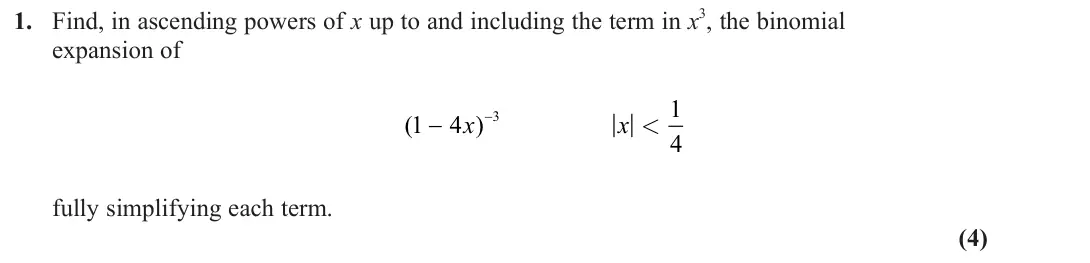 1. Find, in ascending powers of x up to and including the term in x³, the binomial
expansion of
(1 – 4x)⁻³ |x| < 1/4
fully simplifying each term.
(4)